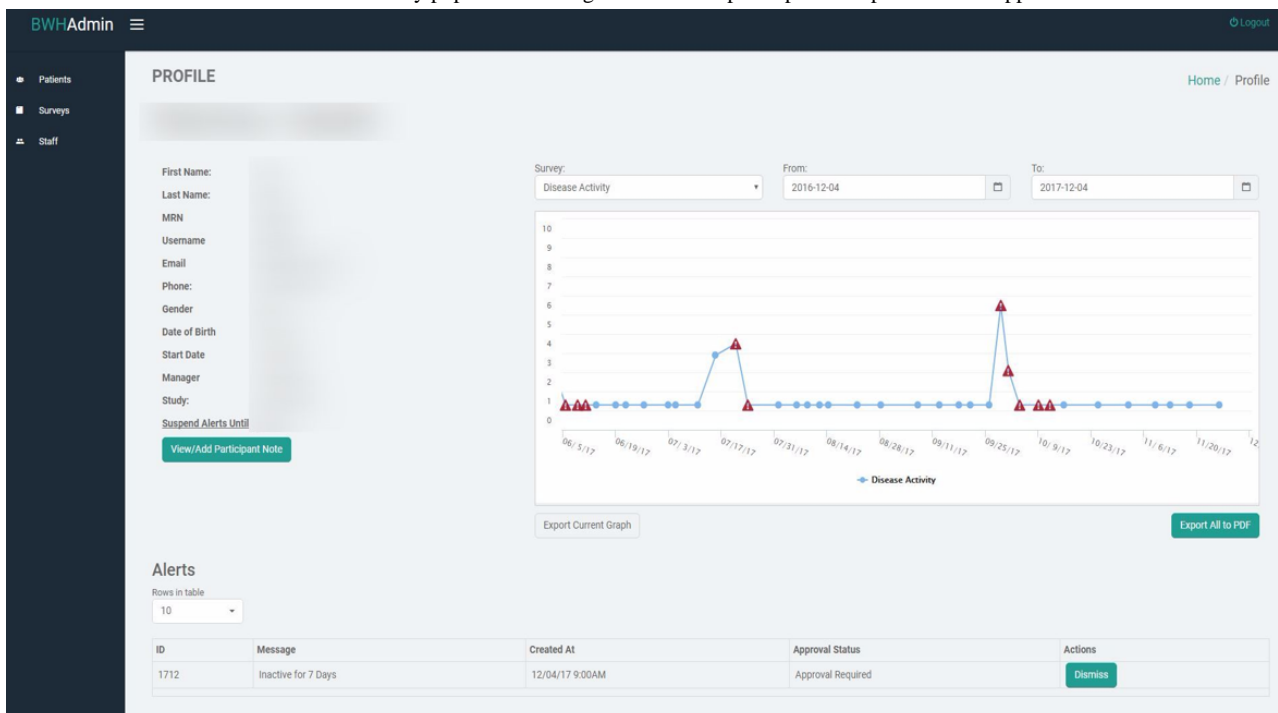 BWHAdmin
Logout
Patients
Surveys
Staff
PROFILE
Home / Profile
First Name:
Last Name:
MRN
Username
Email
Phone:
Gender
Date of Birth
Start Date
Manager
Study:
Suspend Alerts Until
View/Add Participant Note
Survey:
Disease Activity
From:
2016-12-04
To:
2017-12-04
10
9
8
7
6
5
4
3
2
1
0
06/ 5/17
06/19/17
07/ 3/17
07/17/17
07/31/17
08/14/17
08/28/17
09/11/17
09/25/17
10/ 9/17
10/23/17
11/ 6/17
11/20/17
12
Disease Activity
Export Current Graph
Export All to PDF
Alerts
Rows in table
10
ID Message Created At Approval Status Actions
1712 Inactive for 7 Days 12/04/17 9:00AM Approval Required Dismiss